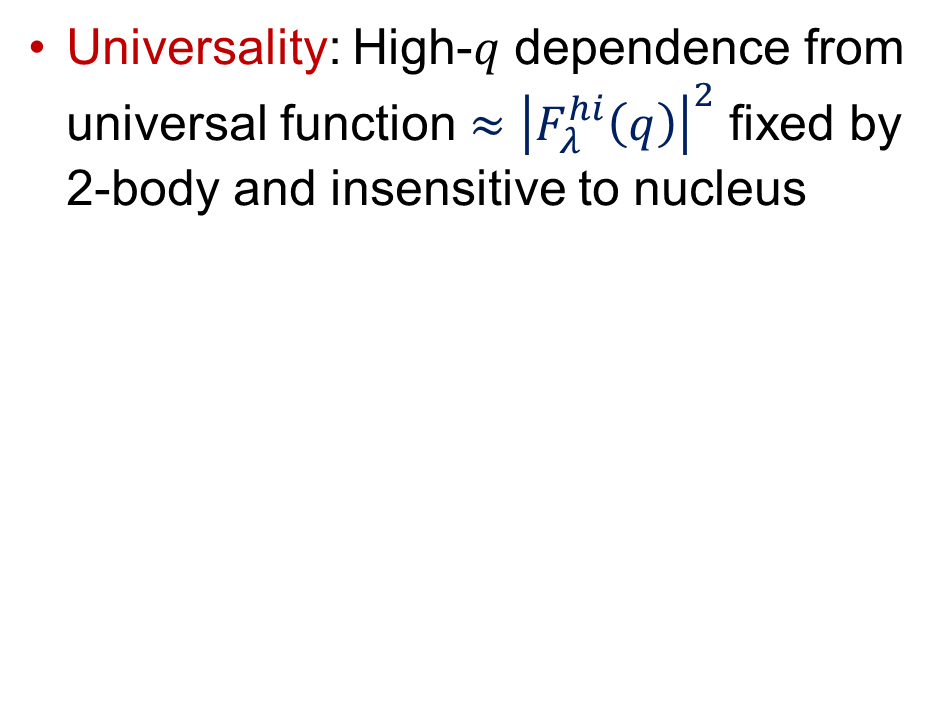 • Universality: High-𝑞 dependence from
universal function ≈ |𝐹_𝜆^ℎ𝑖(𝑞)|^2 fixed by
2-body and insensitive to nucleus